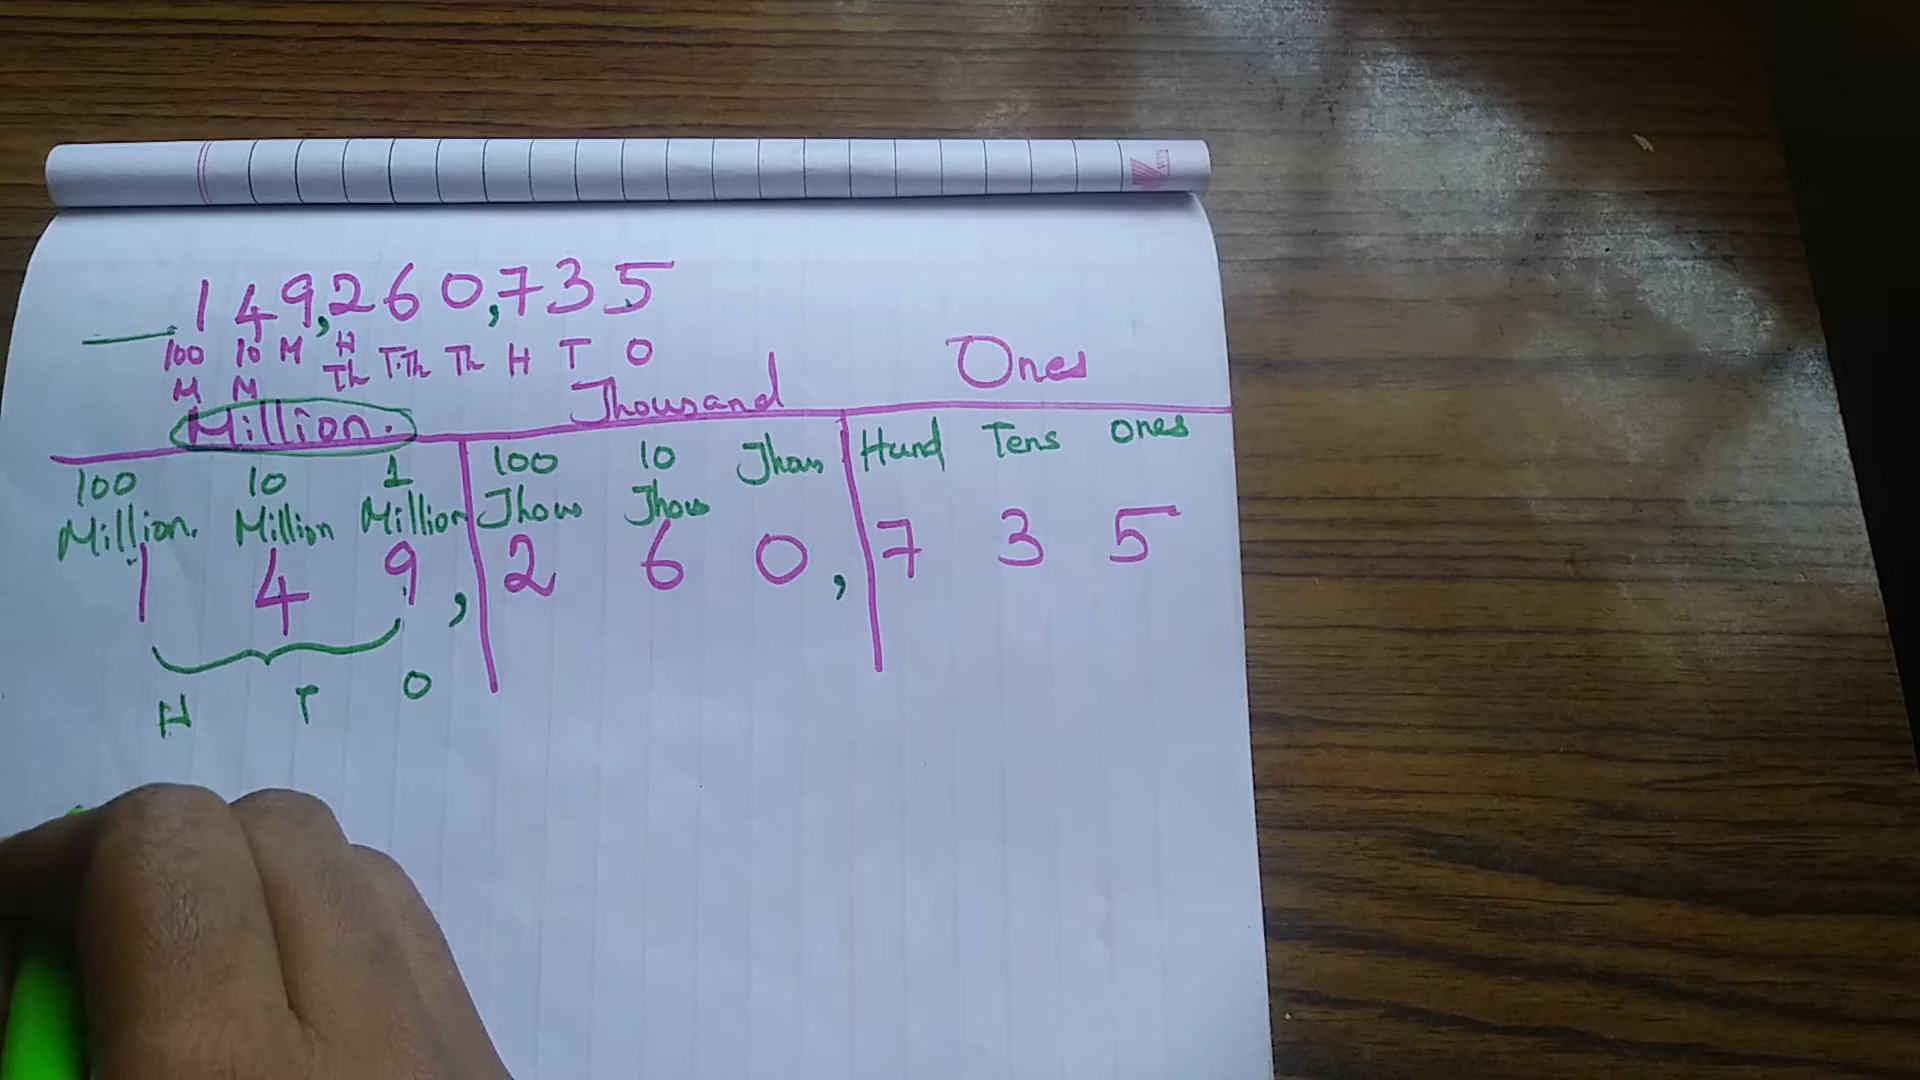 149,260,735
100 10 M H T.Th Th H T O
M M Th
Million. Thousand Ones
100 10 1 100 10 Thous Hund Tens ones
Million. Million Million Thous Thous
1 4 9, 2 6 0, 7 3 5
H T O
WIN